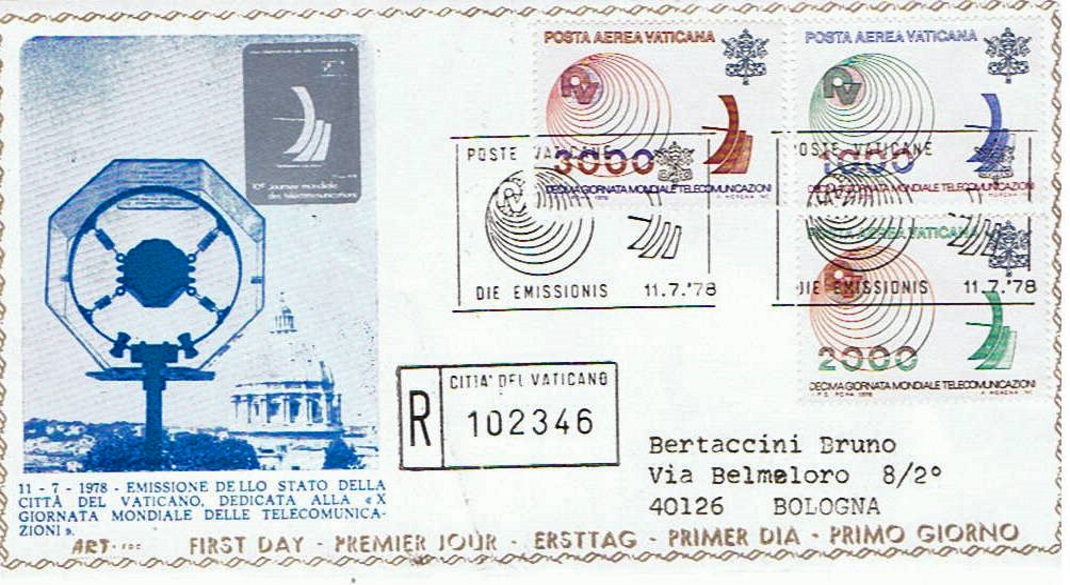 POSTA AEREA VATICANA
3000
DECIMA GIORNATA MONDIALE TELECOMUNICAZIONI
POSTA AEREA VATICANA
1000
DECIMA GIORNATA MONDIALE TELECOMUNICAZIONI
POSTA AEREA VATICANA
2000
DECIMA GIORNATA MONDIALE TELECOMUNICAZIONI
POSTE VATICANE
DIE EMISSIONIS 11.7.'78
POSTE VATICANE
DIE EMISSIONIS 11.7.'78
10e Journée mondiale
des télécommunications
R
CITTA' DEL VATICANO
102346
Bertaccini Bruno
Via Belmeloro 8/2°
40126 BOLOGNA
11 - 7 - 1978 - EMISSIONE DELLO STATO DELLA
CITTÀ DEL VATICANO, DEDICATA ALLA « X
GIORNATA MONDIALE DELLE TELECOMUNICA-
ZIONI ».
FIRST DAY - PREMIER JOUR - ERSTTAG - PRIMER DIA - PRIMO GIORNO